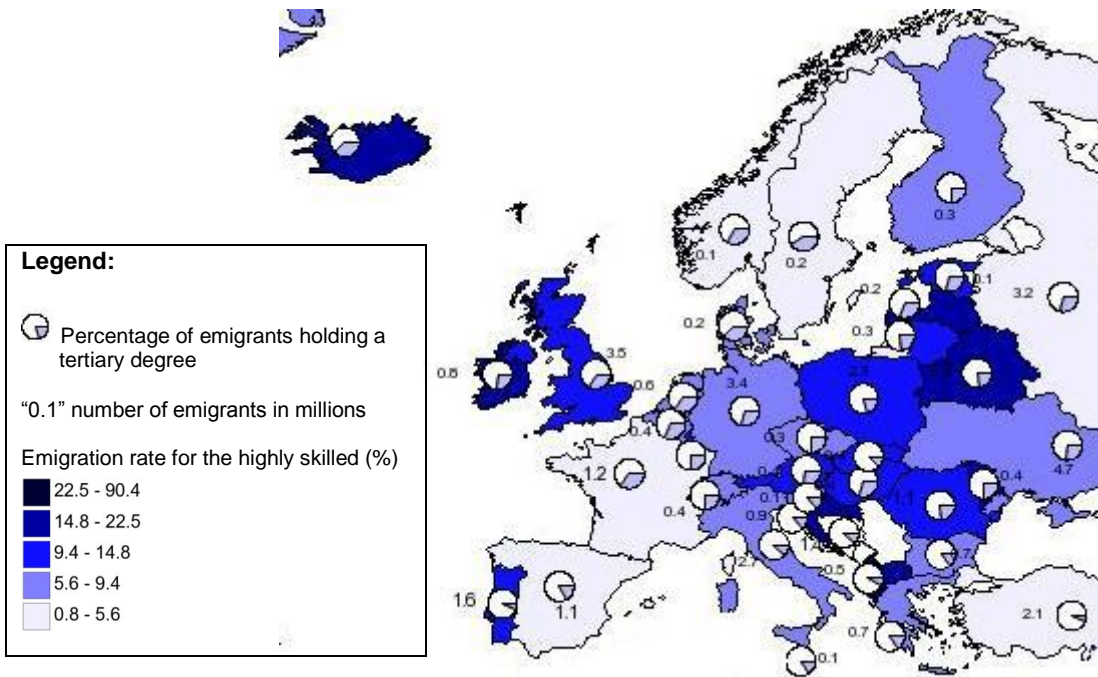 Legend:
Percentage of emigrants holding a
tertiary degree
“0.1” number of emigrants in millions
Emigration rate for the highly skilled (%)
22.5 - 90.4
14.8 - 22.5
9.4 - 14.8
5.6 - 9.4
0.8 - 5.6
0.3
0.1
0.2
0.1
0.2
3.2
0.2
0.3
3.5
0.8
0.6
3.4
0.4
0.3
1.2
4.7
0.4
0.4
0.1
1.1
0.9
2.7
0.5
1.6
1.1
2.1
0.7
0.1